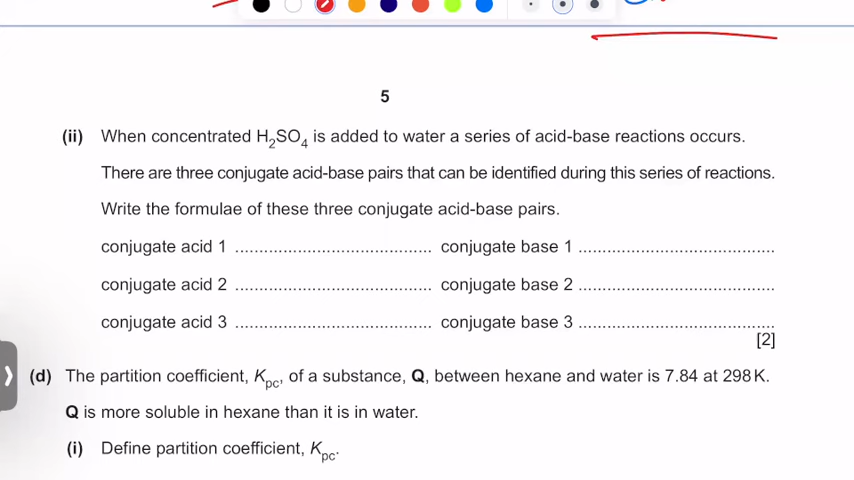 5
(ii) When concentrated H₂SO₄ is added to water a series of acid-base reactions occurs.
There are three conjugate acid-base pairs that can be identified during this series of reactions.
Write the formulae of these three conjugate acid-base pairs.
conjugate acid 1 ......................................... conjugate base 1 .........................................
conjugate acid 2 ......................................... conjugate base 2 .........................................
conjugate acid 3 ......................................... conjugate base 3 .........................................
[2]
(d) The partition coefficient, Kpc, of a substance, Q, between hexane and water is 7.84 at 298 K.
Q is more soluble in hexane than it is in water.
(i) Define partition coefficient, Kpc.